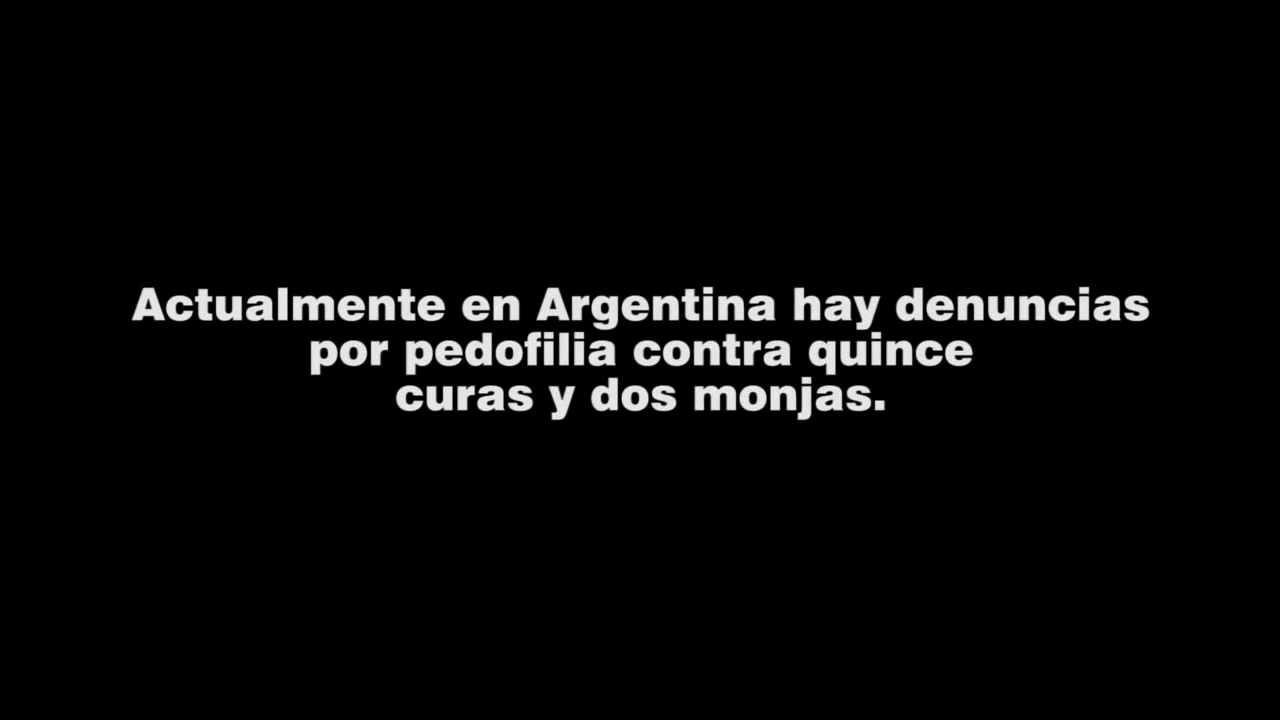 Actualmente en Argentina hay denuncias
por pedofilia contra quince
curas y dos monjas.